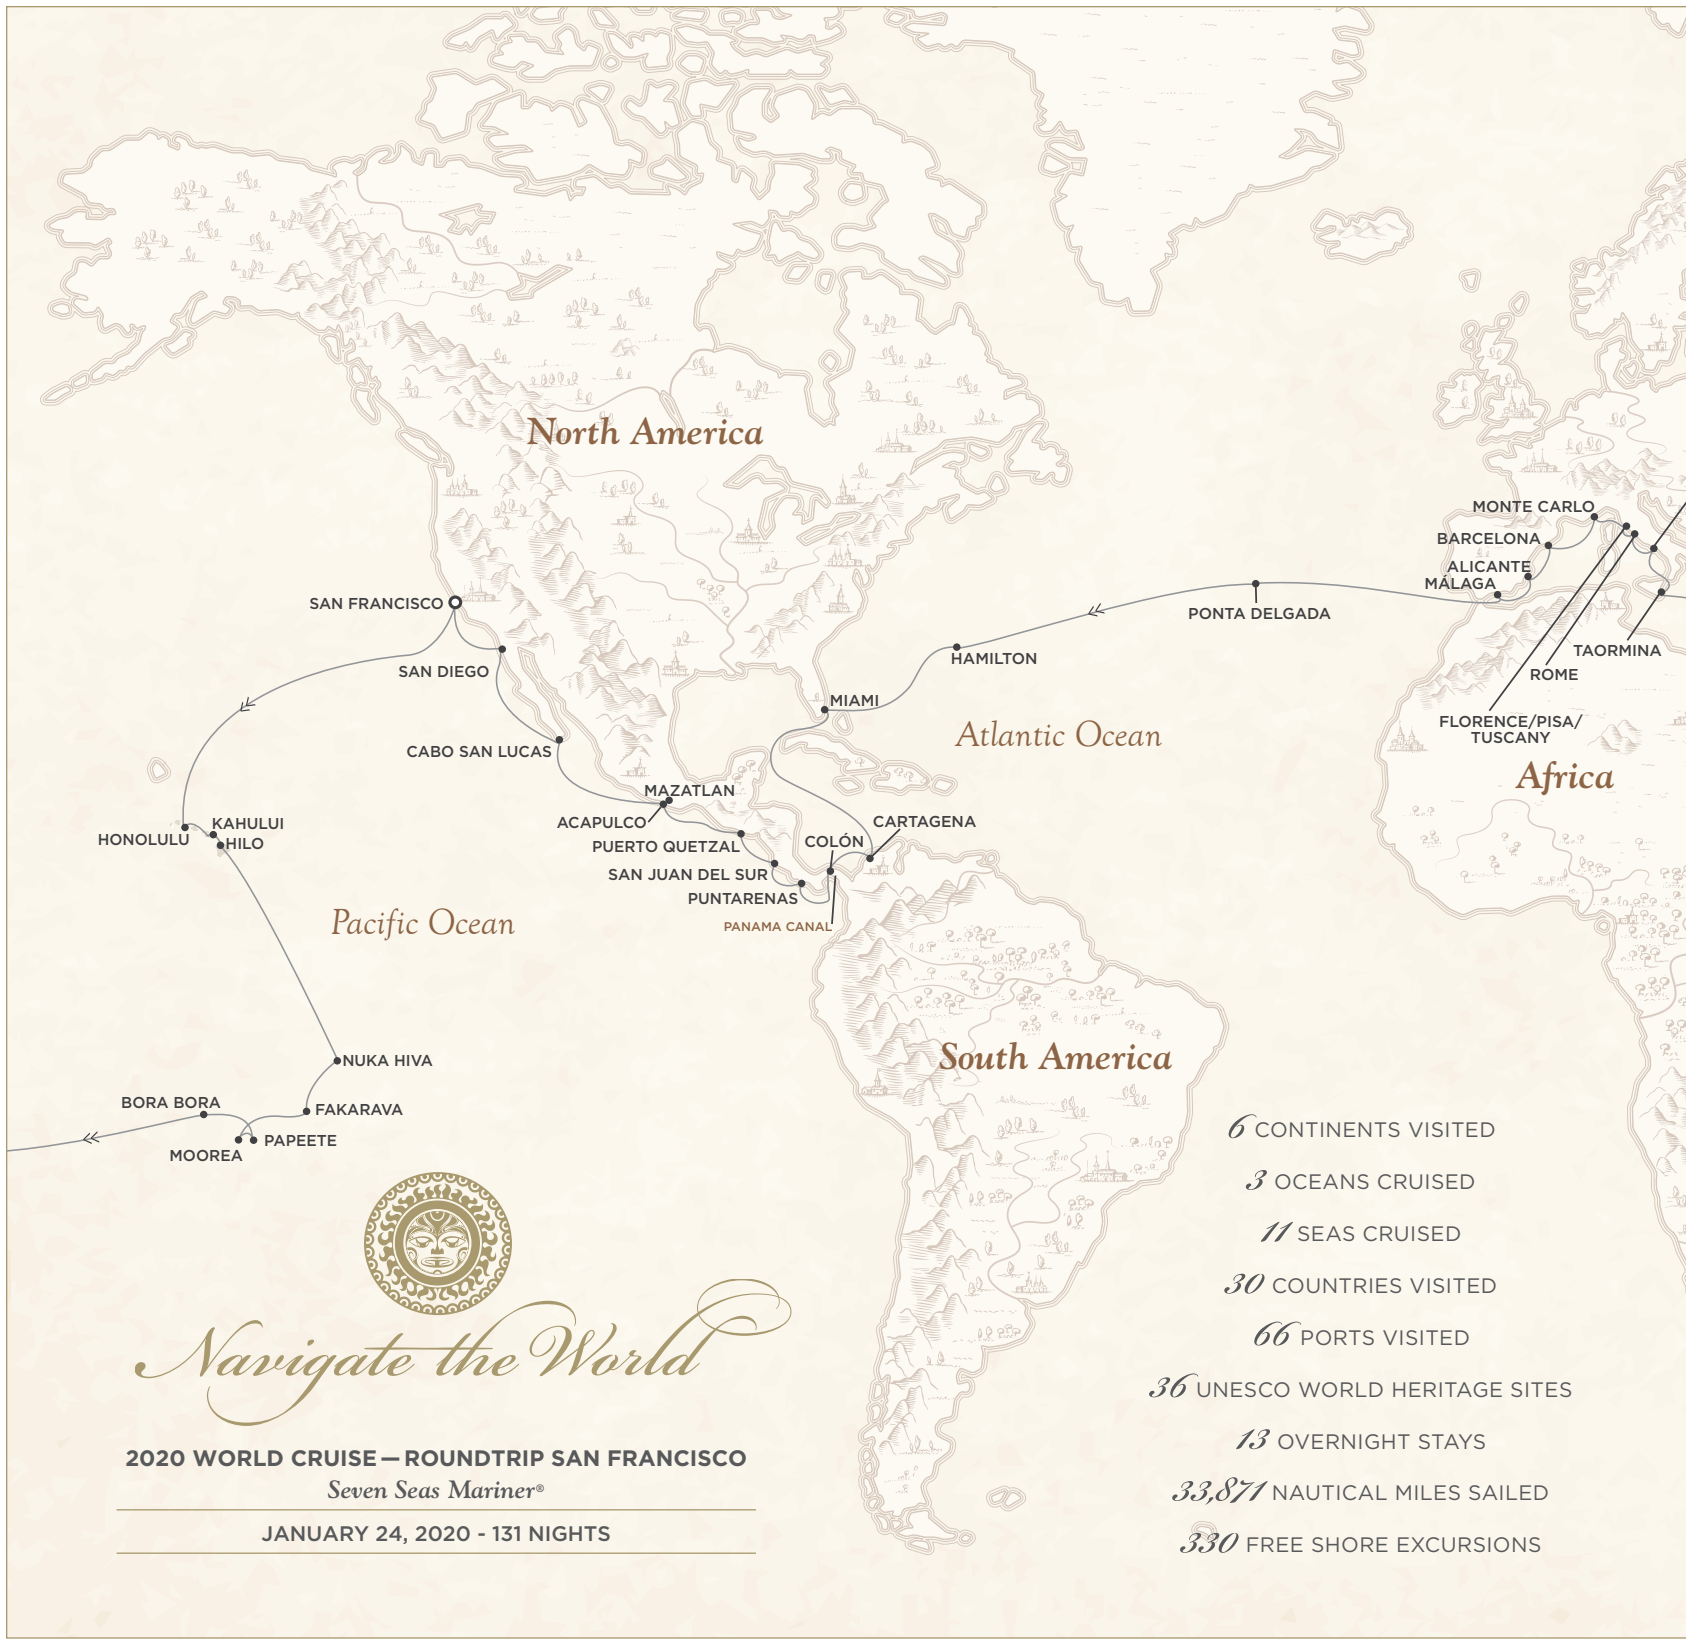 North America
MONTE CARLO
BARCELONA
ALICANTE
MÁLAGA
SAN FRANCISCO
PONTA DELGADA
HAMILTON
TAORMINA
SAN DIEGO
ROME
MIAMI
FLORENCE/PISA/
TUSCANY
Atlantic Ocean
CABO SAN LUCAS
Africa
MAZATLAN
ACAPULCO
CARTAGENA
KAHULUI
HONOLULU
HILO
COLÓN
PUERTO QUETZAL
SAN JUAN DEL SUR
PUNTARENAS
Pacific Ocean
PANAMA CANAL
South America
NUKA HIVA
BORA BORA
FAKARAVA
PAPEETE
MOOREA
6 CONTINENTS VISITED
3 OCEANS CRUISED
11 SEAS CRUISED
30 COUNTRIES VISITED
66 PORTS VISITED
36 UNESCO WORLD HERITAGE SITES
13 OVERNIGHT STAYS
33,871 NAUTICAL MILES SAILED
330 FREE SHORE EXCURSIONS
Navigate the World
2020 WORLD CRUISE — ROUNDTRIP SAN FRANCISCO
Seven Seas Mariner®
JANUARY 24, 2020 - 131 NIGHTS